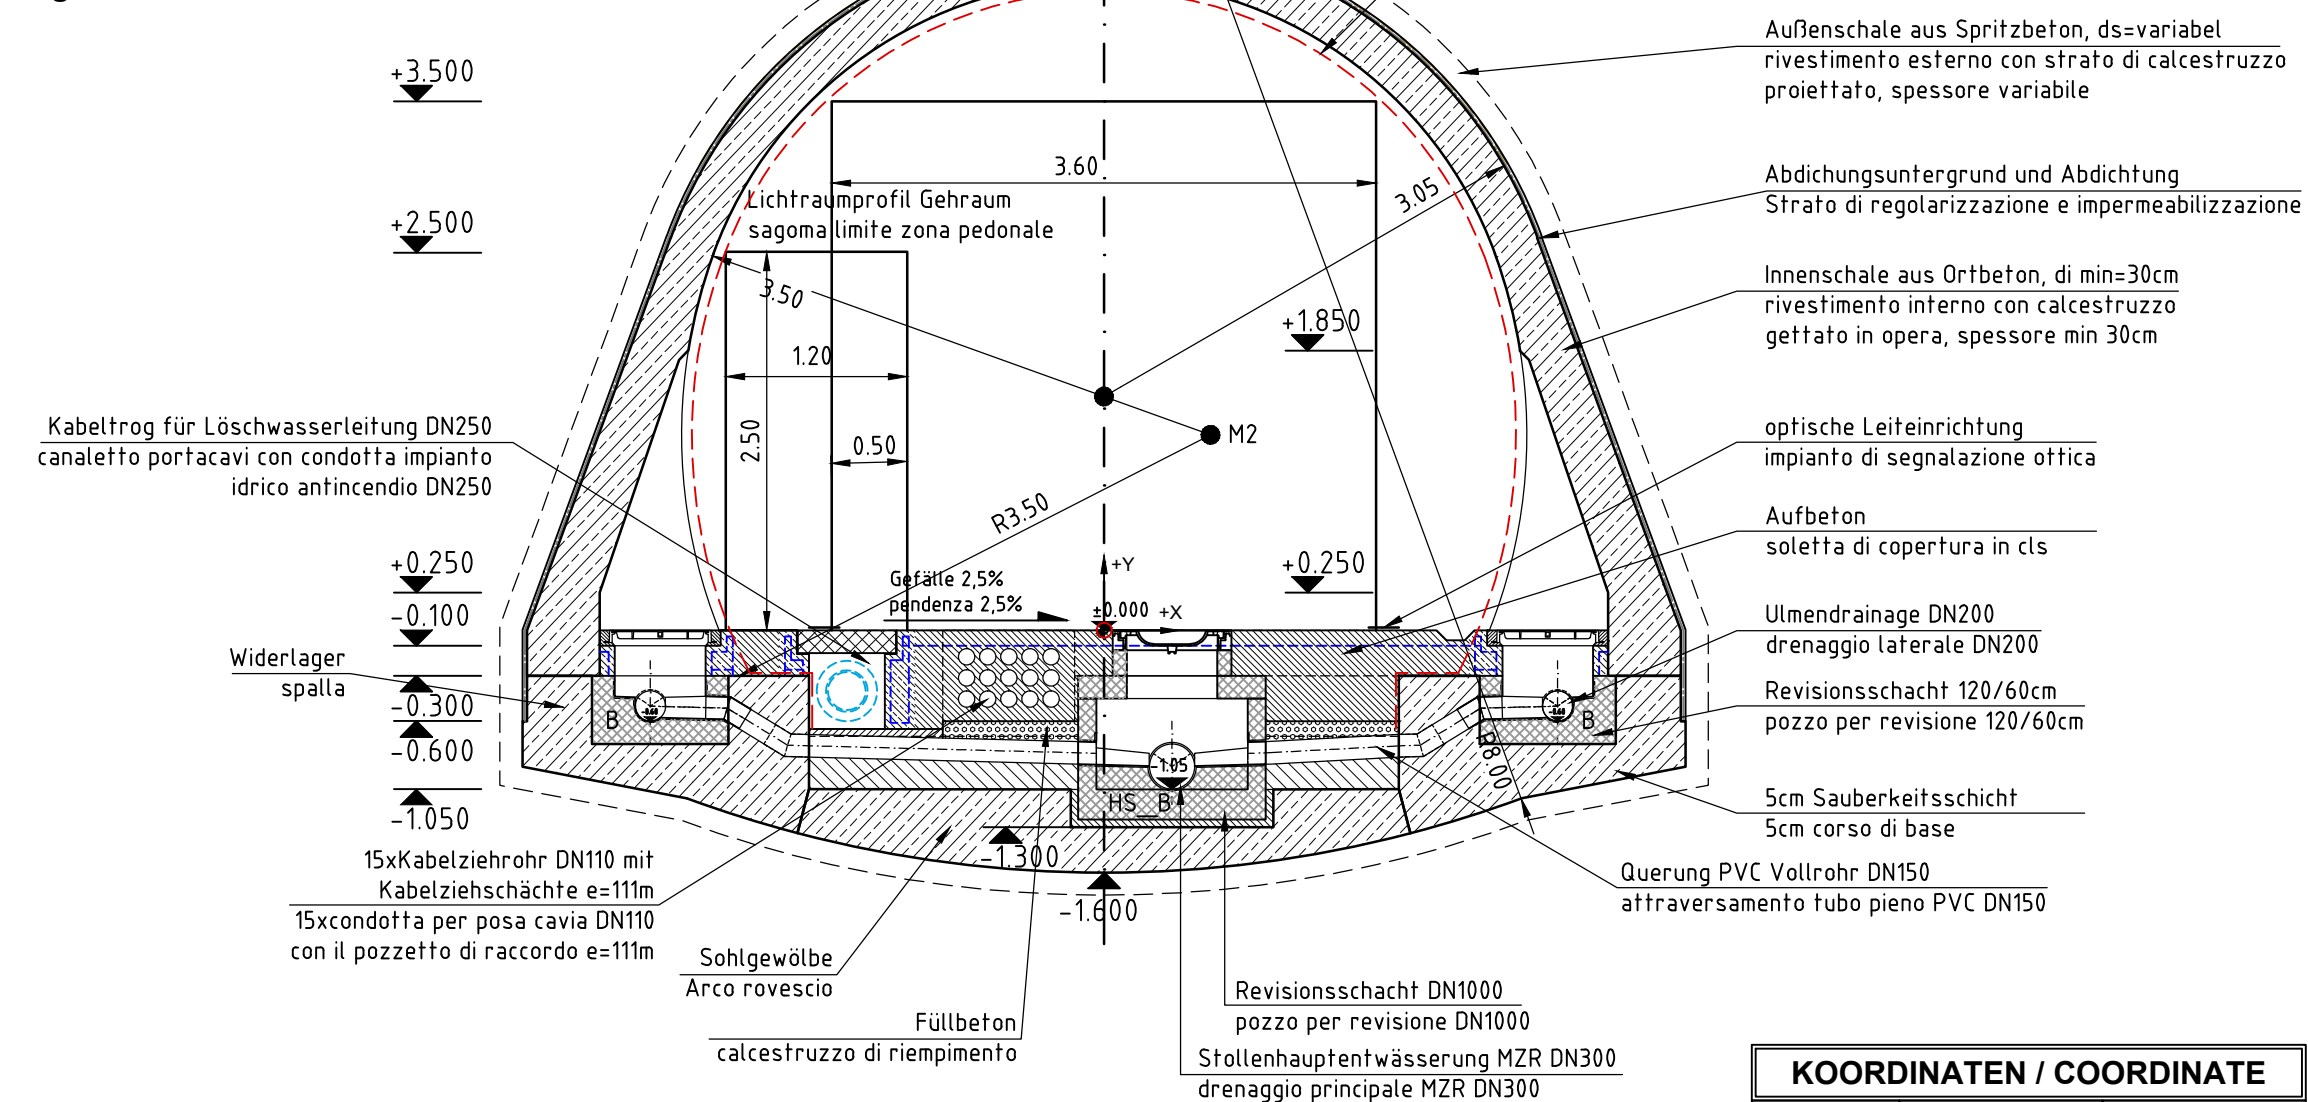 Außenschale aus Spritzbeton, ds=variabel
rivestimento esterno con strato di calcestruzzo
proiettato, spessore variabile
+3.500
3.60
Abdichungsuntergrund und Abdichtung
Strato di regolarizzazione e impermeabilizzazione
3.05
Lichtraumprofil Gehraum
sagoma limite zona pedonale
+2.500
Innenschale aus Ortbeton, di min=30cm
rivestimento interno con calcestruzzo
gettato in opera, spessore min 30cm
3.50
+1.850
1.20
Kabeltrog für Löschwasserleitung DN250
canaletto portacavi con condotta impianto
idrico antincendio DN250
2.50
0.50
M2
optische Leiteinrichtung
impianto di segnalazione ottica
R3.50
Aufbeton
soletta di copertura in cls
+0.250
+0.250
+Y
Gefälle 2,5%
pendenza 2,5%
±0.000
+X
-0.100
Ulmendrainage DN200
drenaggio laterale DN200
Widerlager
spalla
-0.300
B
B
Revisionsschacht 120/60cm
pozzo per revisione 120/60cm
-0.600
-1.05
R8.00
HS
B
-1.050
5cm Sauberkeitsschicht
5cm corso di base
-1.300
15xKabelziehrohr DN110 mit
Kabelziehschächte e=111m
15xcondotta per posa cavia DN110
con il pozzetto di raccordo e=111m
Querung PVC Vollrohr DN150
attraversamento tubo pieno PVC DN150
-1.600
Sohlgewölbe
Arco rovescio
Revisionsschacht DN1000
pozzo per revisione DN1000
Füllbeton
calcestruzzo di riempimento
Stollenhauptentwässerung MZR DN300
drenaggio principale MZR DN300
KOORDINATEN / COORDINATE